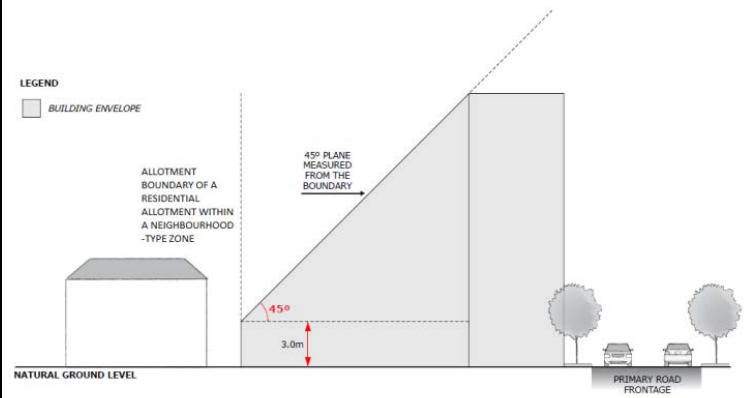 LEGEND
BUILDING ENVELOPE
ALLOTMENT
BOUNDARY OF A
RESIDENTIAL
ALLOTMENT WITHIN
A NEIGHBOURHOOD
-TYPE ZONE
45º PLANE
MEASURED
FROM THE
BOUNDARY
45º
3.0m
NATURAL GROUND LEVEL
PRIMARY ROAD
FRONTAGE